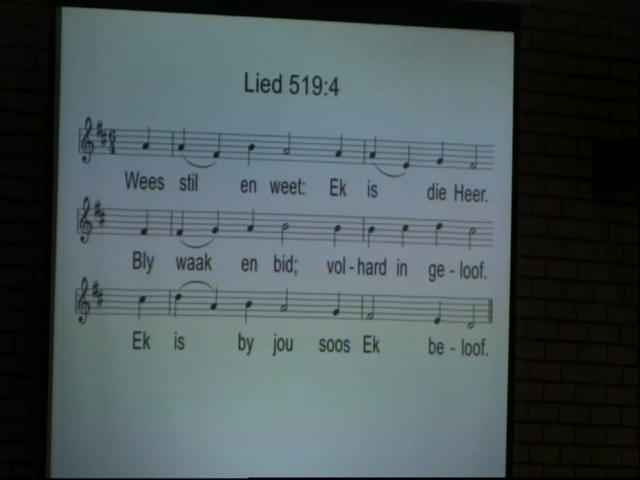 Lied 519:4
Wees stil en weet: Ek is die Heer.
Bly waak en bid; vol-hard in ge-loof.
Ek is by jou soos Ek be-loof.